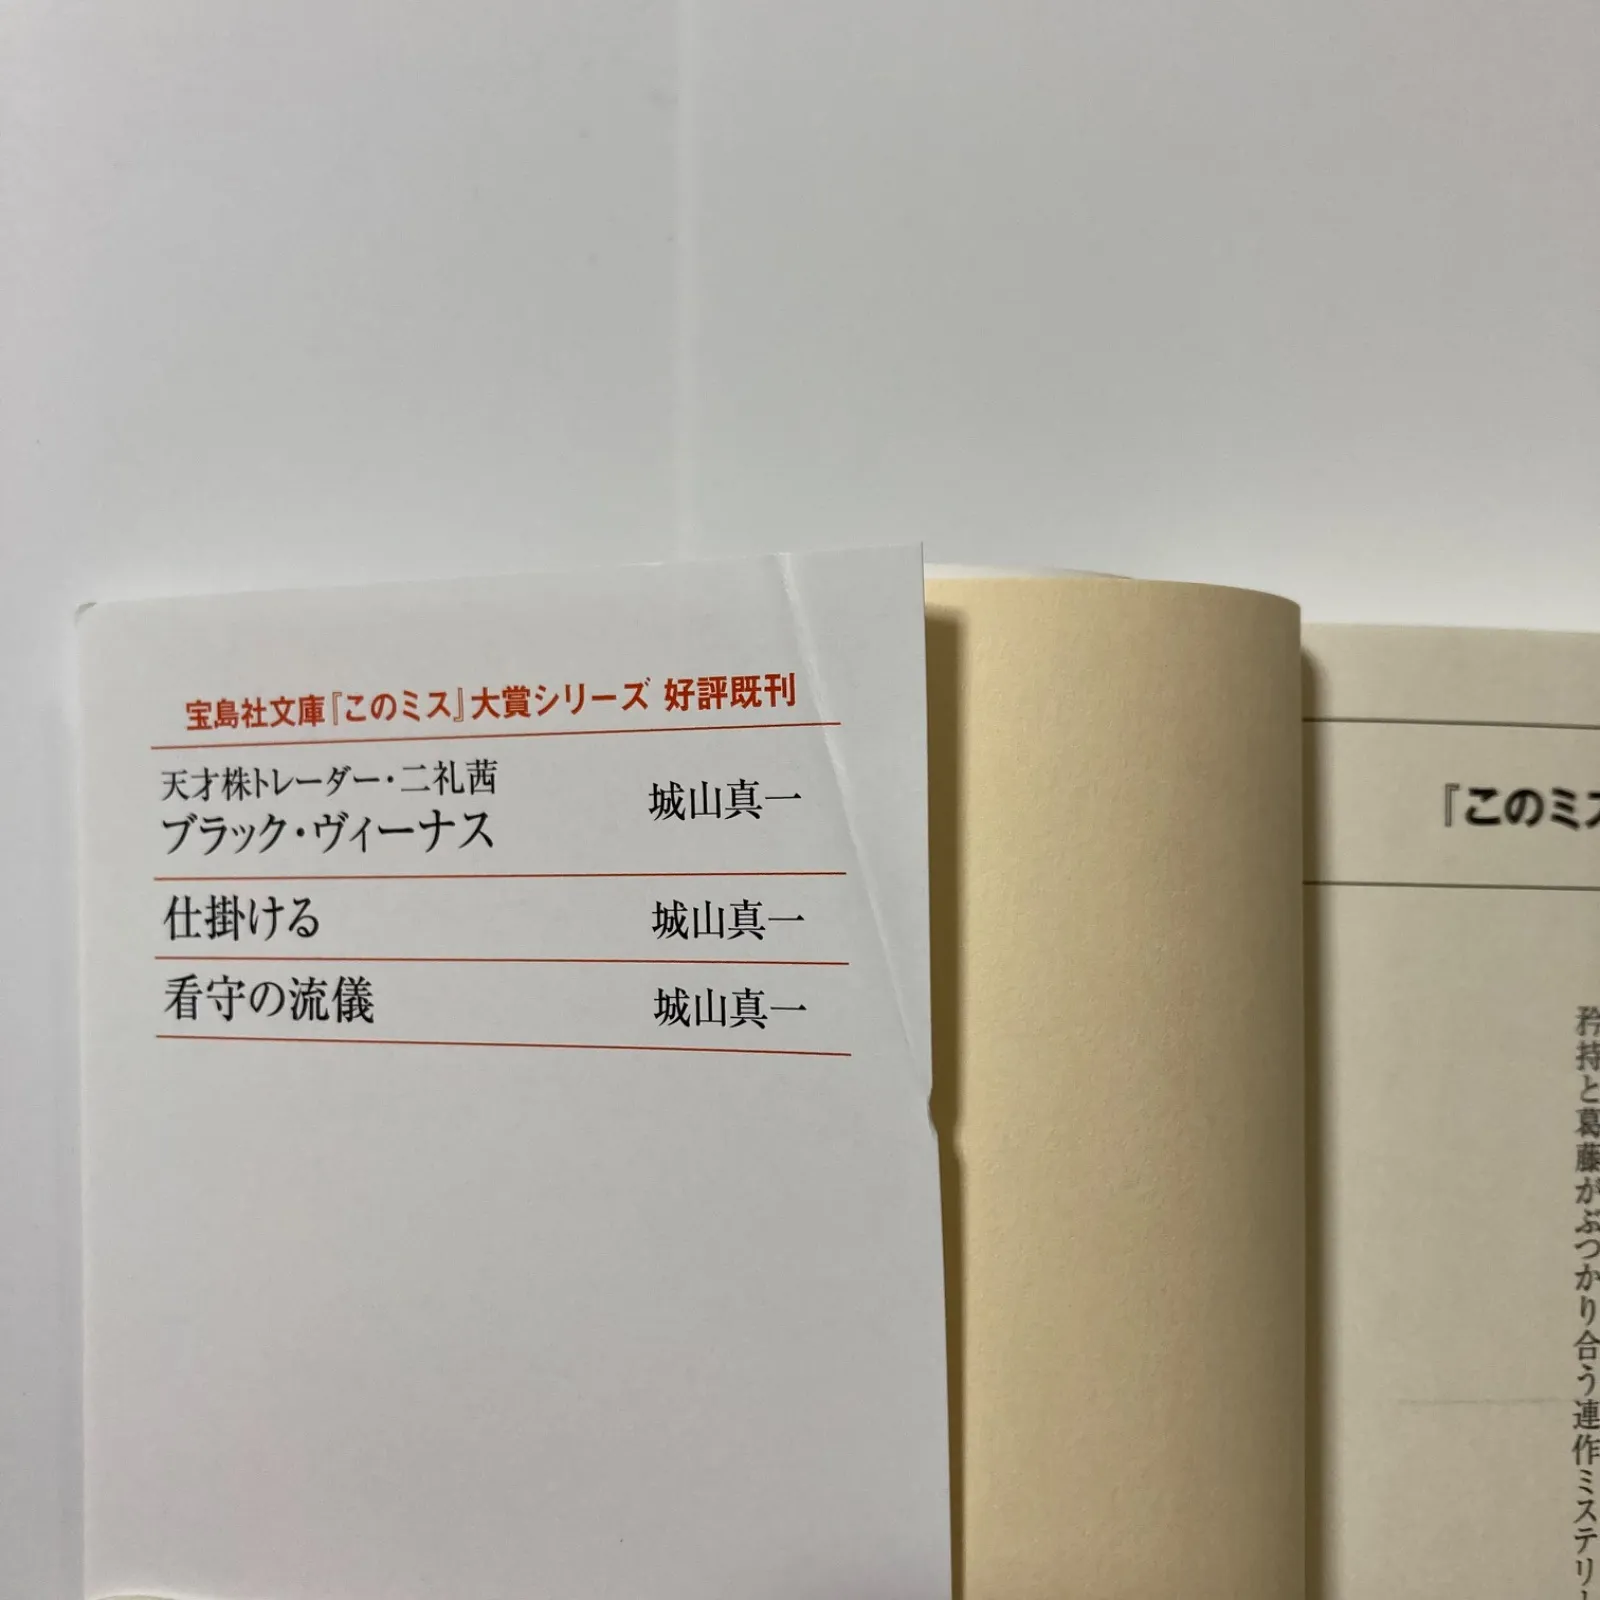 宝島社文庫『このミス』大賞シリーズ 好評既刊
天才株トレーダー・二礼茜
ブラック・ヴィーナス
城山真一
仕掛ける 城山真一
看守の流儀 城山真一
『このミス
矜持と葛藤がぶつかり合う連作ミステリ